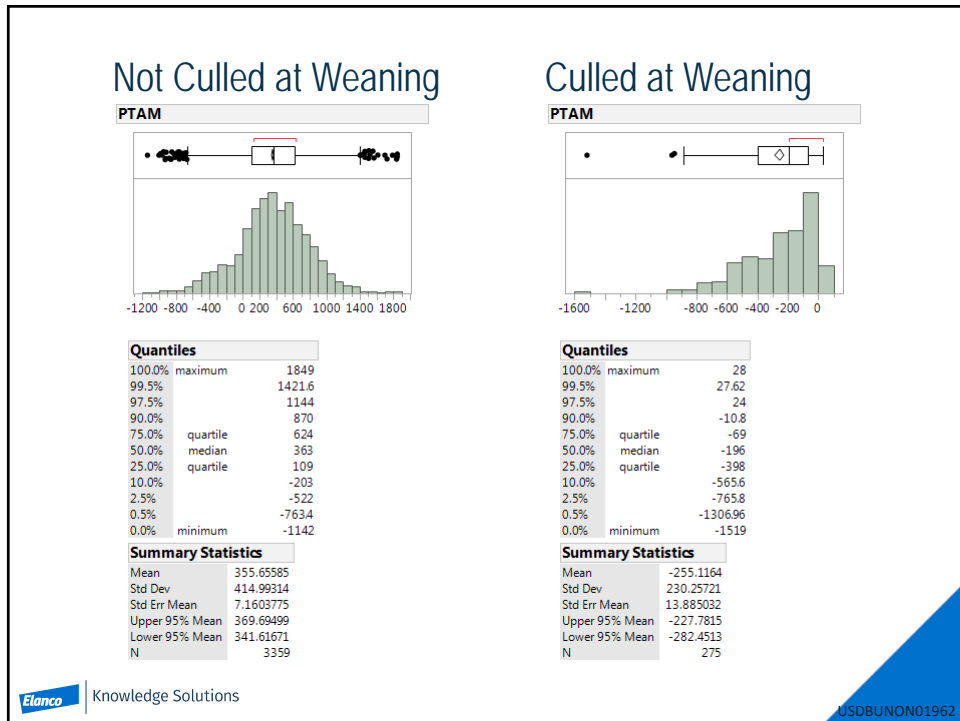 Not Culled at Weaning
PTAM
-1200 -800 -400 0 200 600 1000 1400 1800
Quantiles
100.0% maximum 1849
99.5% 1421.6
97.5% 1144
90.0% 870
75.0% quartile 624
50.0% median 363
25.0% quartile 109
10.0% -203
2.5% -522
0.5% -763.4
0.0% minimum -1142
Summary Statistics
Mean 355.65585
Std Dev 414.99314
Std Err Mean 7.1603775
Upper 95% Mean 369.69499
Lower 95% Mean 341.61671
N 3359
Culled at Weaning
PTAM
-1600 -1200 -800 -600 -400 -200 0
Quantiles
100.0% maximum 28
99.5% 27.62
97.5% 24
90.0% -10.8
75.0% quartile -69
50.0% median -196
25.0% quartile -398
10.0% -565.6
2.5% -765.8
0.5% -1306.96
0.0% minimum -1519
Summary Statistics
Mean -255.1164
Std Dev 230.25721
Std Err Mean 13.885032
Upper 95% Mean -227.7815
Lower 95% Mean -282.4513
N 275
Elanco Knowledge Solutions
USDBUNON01962